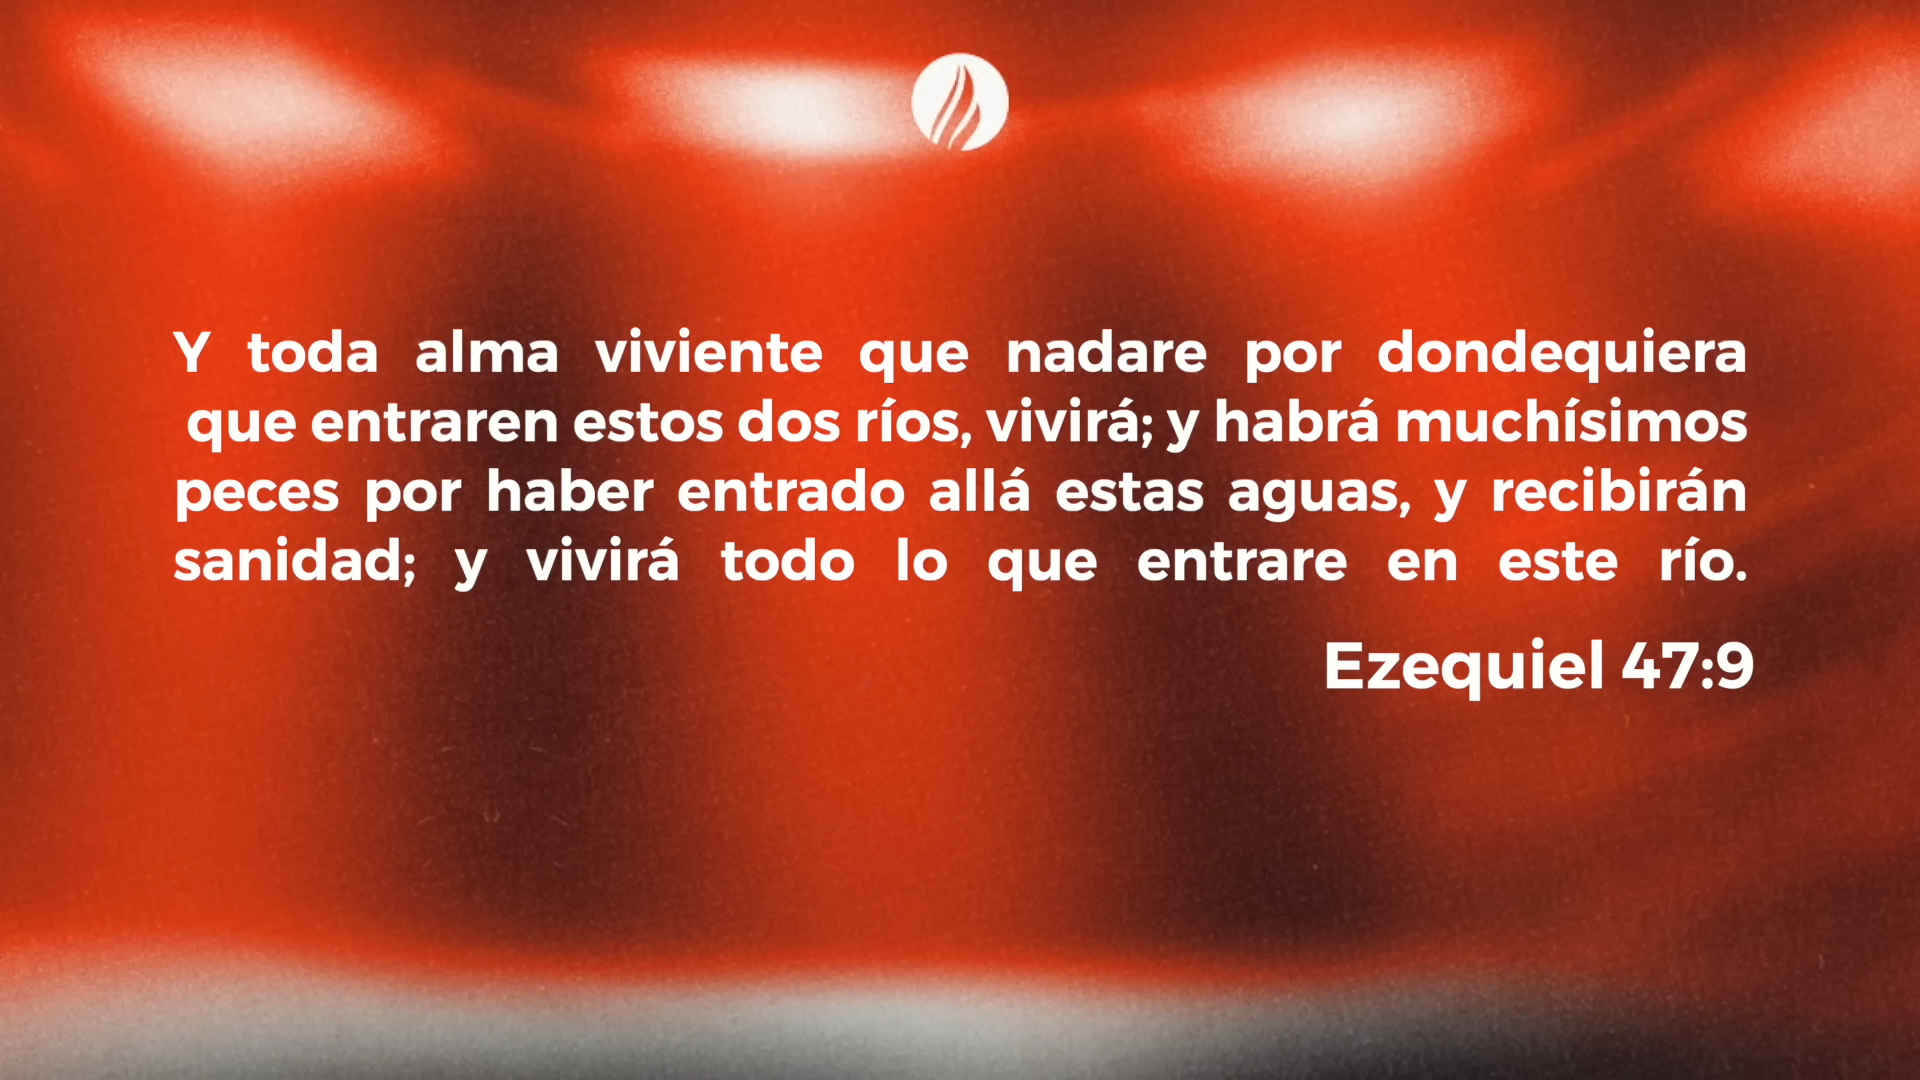 Y toda alma viviente que nadare por dondequiera
que entraren estos dos ríos, vivirá; y habrá muchísimos
peces por haber entrado allá estas aguas, y recibirán
sanidad; y vivirá todo lo que entrare en este río.
Ezequiel 47:9